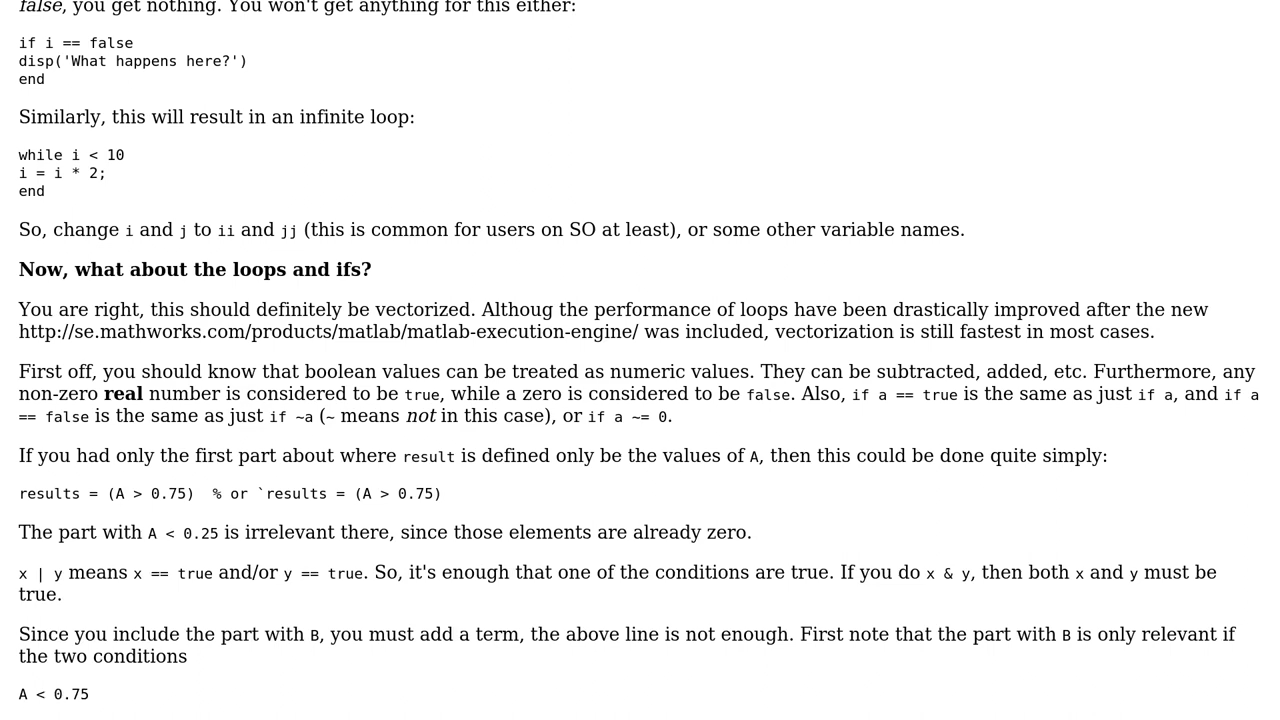 false, you get nothing. You won't get anything for this either:
if i == false
disp('What happens here?')
end
Similarly, this will result in an infinite loop:
while i < 10
i = i * 2;
end
So, change i and j to ii and jj (this is common for users on SO at least), or some other variable names.
Now, what about the loops and ifs?
You are right, this should definitely be vectorized. Althoug the performance of loops have been drastically improved after the new
http://se.mathworks.com/products/matlab/matlab-execution-engine/ was included, vectorization is still fastest in most cases.
First off, you should know that boolean values can be treated as numeric values. They can be subtracted, added, etc. Furthermore, any
non-zero real number is considered to be true, while a zero is considered to be false. Also, if a == true is the same as just if a, and if a
== false is the same as just if ~a (~ means not in this case), or if a ~= 0.
If you had only the first part about where result is defined only be the values of A, then this could be done quite simply:
results = (A > 0.75)  % or `results = (A > 0.75)
The part with A < 0.25 is irrelevant there, since those elements are already zero.
x | y means x == true and/or y == true. So, it's enough that one of the conditions are true. If you do x & y, then both x and y must be
true.
Since you include the part with B, you must add a term, the above line is not enough. First note that the part with B is only relevant if
the two conditions
A < 0.75